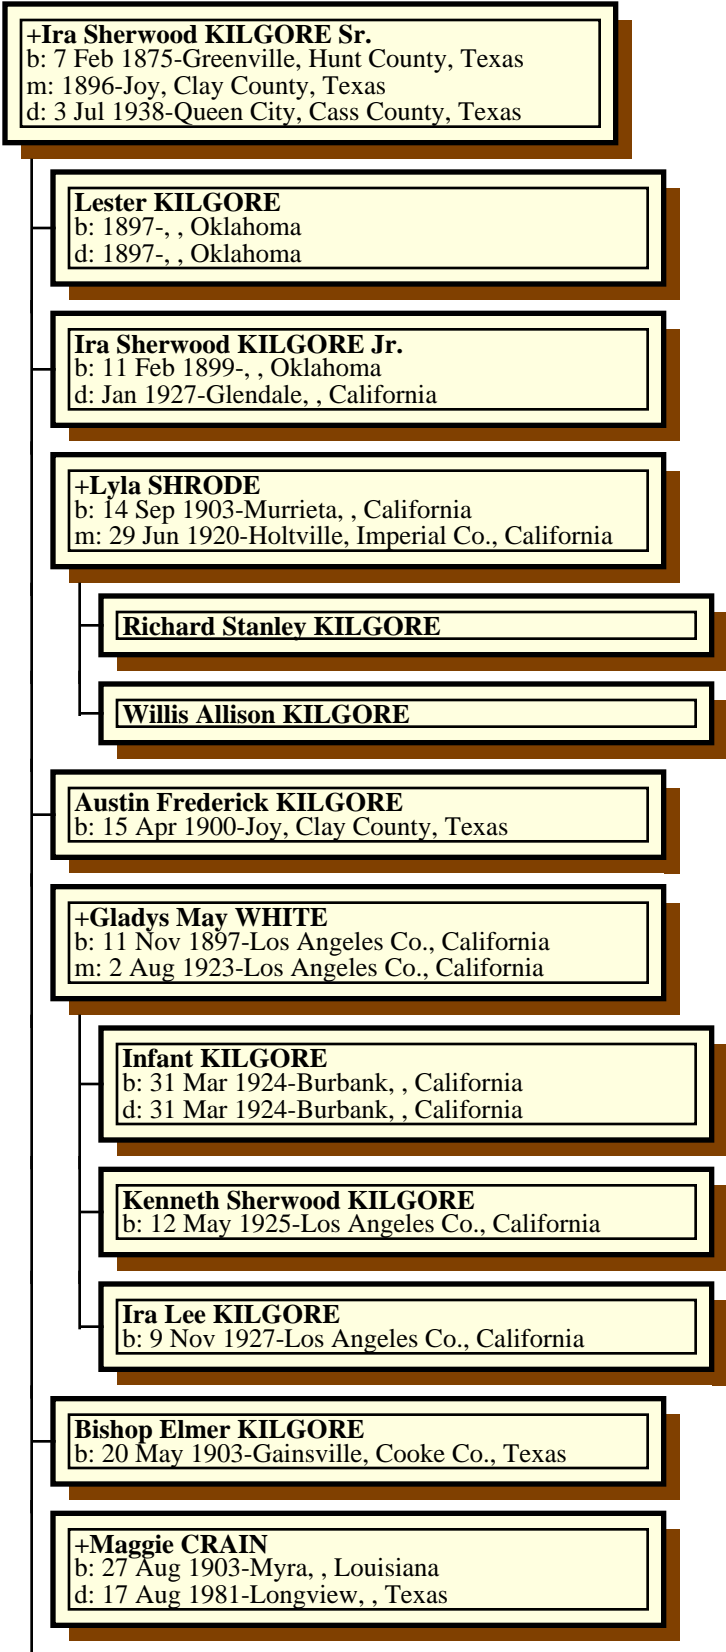 +Ira Sherwood KILGORE Sr.
b: 7 Feb 1875-Greenville, Hunt County, Texas
m: 1896-Joy, Clay County, Texas
d: 3 Jul 1938-Queen City, Cass County, Texas
Lester KILGORE
b: 1897-, , Oklahoma
d: 1897-, , Oklahoma
Ira Sherwood KILGORE Jr.
b: 11 Feb 1899-, , Oklahoma
d: Jan 1927-Glendale, , California
+Lyla SHRODE
b: 14 Sep 1903-Murrieta, , California
m: 29 Jun 1920-Holtville, Imperial Co., California
Richard Stanley KILGORE
Willis Allison KILGORE
Austin Frederick KILGORE
b: 15 Apr 1900-Joy, Clay County, Texas
+Gladys May WHITE
b: 11 Nov 1897-Los Angeles Co., California
m: 2 Aug 1923-Los Angeles Co., California
Infant KILGORE
b: 31 Mar 1924-Burbank, , California
d: 31 Mar 1924-Burbank, , California
Kenneth Sherwood KILGORE
b: 12 May 1925-Los Angeles Co., California
Ira Lee KILGORE
b: 9 Nov 1927-Los Angeles Co., California
Bishop Elmer KILGORE
b: 20 May 1903-Gainsville, Cooke Co., Texas
+Maggie CRAIN
b: 27 Aug 1903-Myra, , Louisiana
d: 17 Aug 1981-Longview, , Texas